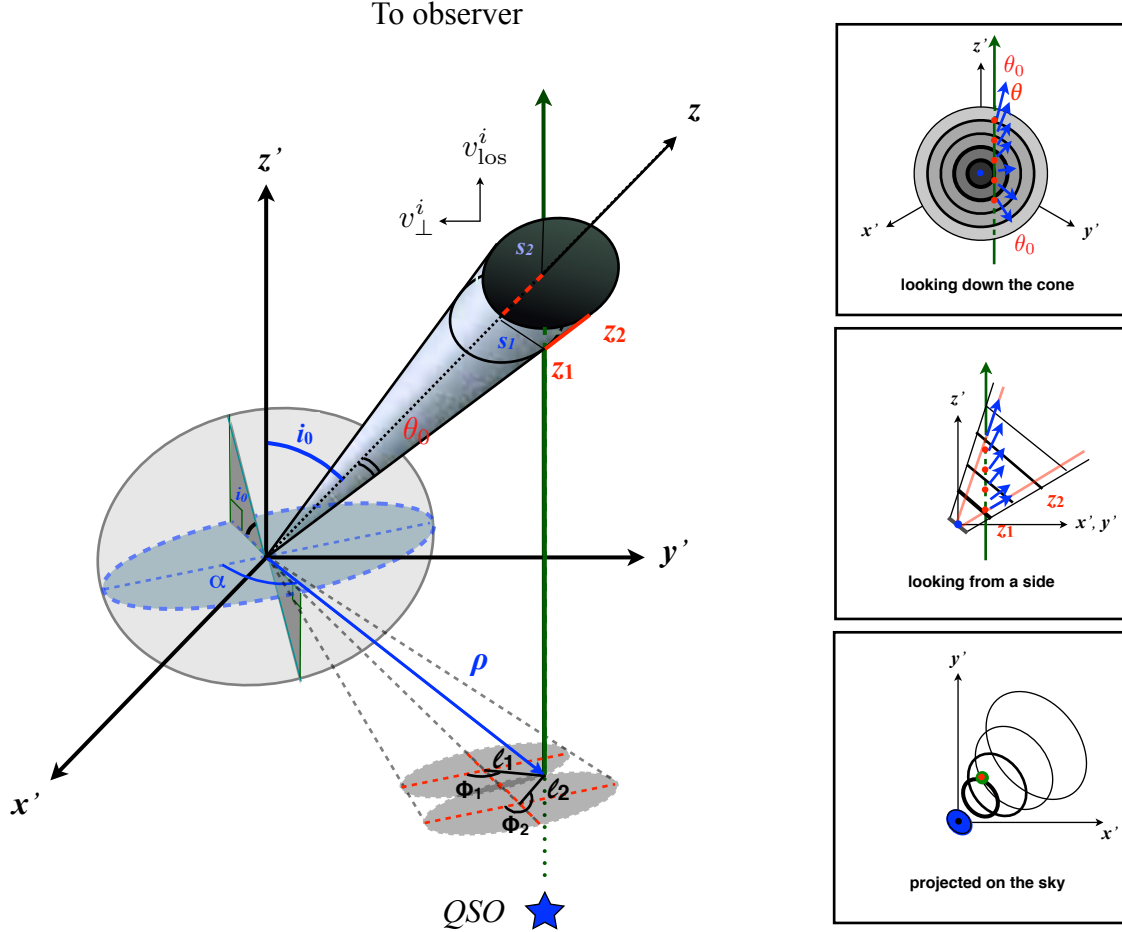 To observer
z'
v^i_los
v^i_⊥
z
s2
s1
z2
z1
i0
θ0
i0
y'
α
ρ
x'
ℓ1
ℓ2
Φ1
Φ2
QSO
z'
θ0
θ
x'
y'
θ0
looking down the cone
z'
z2
z1
x', y'
looking from a side
y'
x'
projected on the sky